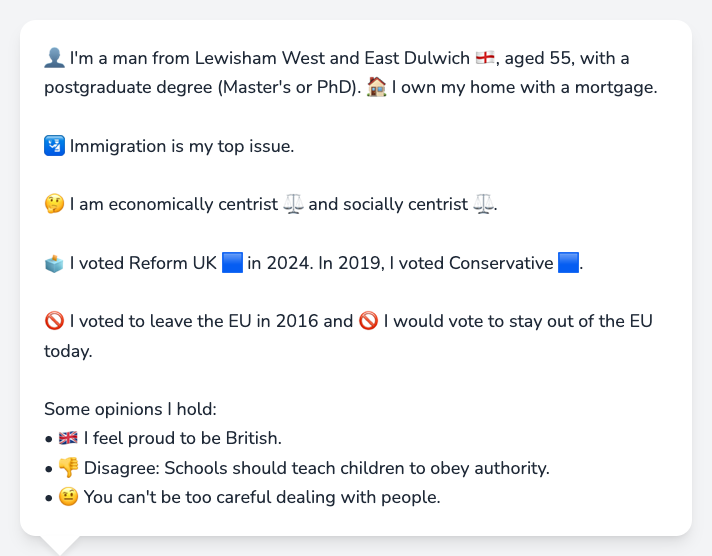 👤 I'm a man from Lewisham West and East Dulwich 🏴󠁧󠁢󠁥󠁮󠁧󠁿, aged 55, with a
postgraduate degree (Master's or PhD). 🏠 I own my home with a mortgage.
🛂 Immigration is my top issue.
🤔 I am economically centrist ⚖️ and socially centrist ⚖️.
🗳️ I voted Reform UK 🟦 in 2024. In 2019, I voted Conservative 🟦.
🚫 I voted to leave the EU in 2016 and 🚫 I would vote to stay out of the EU
today.
Some opinions I hold:
• 🇬🇧 I feel proud to be British.
• 👎 Disagree: Schools should teach children to obey authority.
• 🤨 You can't be too careful dealing with people.